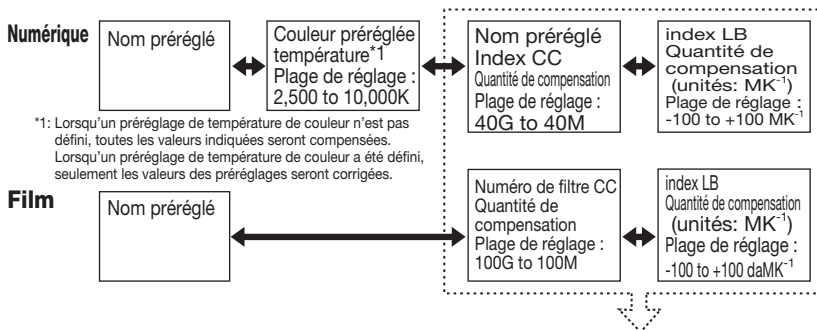 Numérique
Nom préréglé
Couleur préréglée
température*1
Plage de réglage :
2,500 to 10,000K
Nom préréglé
Index CC
Quantité de compensation
Plage de réglage :
40G to 40M
index LB
Quantité de
compensation
(unités: MK⁻¹)
Plage de réglage :
-100 to +100 MK⁻¹
*1: Lorsqu'un préréglage de température de couleur n'est pas
défini, toutes les valeurs indiquées seront compensées.
Lorsqu'un préréglage de température de couleur a été défini,
seulement les valeurs des préréglages seront corrigées.
Film
Nom préréglé
Numéro de filtre CC
Quantité de
compensation
Plage de réglage :
100G to 100M
index LB
Quantité de compensation
(unités: MK⁻¹)
Plage de réglage :
-100 to +100 daMK⁻¹